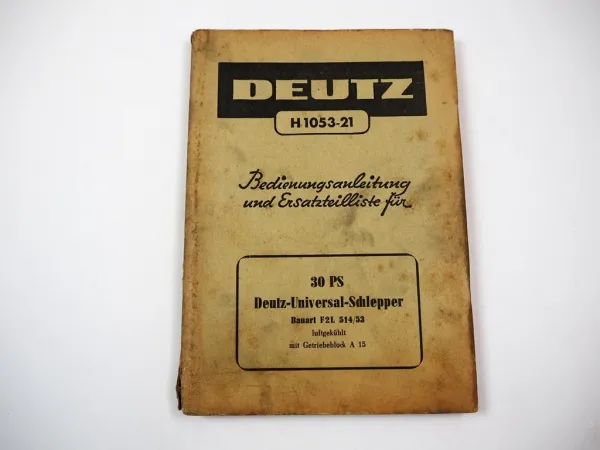 DEUTZ
H 1053-21
Bedienungsanleitung
und Ersatzteilliste für
30 PS
Deutz-Universal-Schlepper
Bauart F2L 514/53
luftgekühlt
mit Getriebeblock A 15